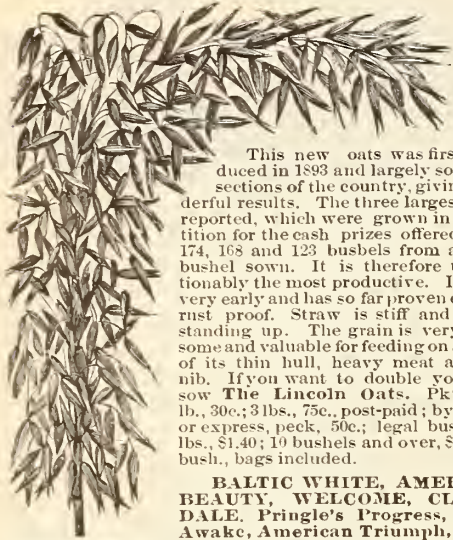 This new oats was firs
duced in 1893 and largely so
sections of the country, givin
derful results. The three larges
reported, which were grown in
tition for the cash prizes offered
174, 168 and 123 busbels from a
bushel sown. It is therefore u
tionably the most productive. I
very early and has so far proven e
rust proof. Straw is stiff and
standing up. The grain is very
some and valuable for feeding on
of its thin hull, heavy meat a
nib. If you want to double yo
sow The Lincoln Oats. Pk
lb., 30c.; 3 lbs., 75c., post-paid; by
or express, peck, 50c.; legal bus
lbs., $1.40; 10 bushels and over, $
bush., bags included.
BALTIC WHITE, AMER
BEAUTY, WELCOME, CL
DALE. Pringle's Progress,
Awake, American Triumph,